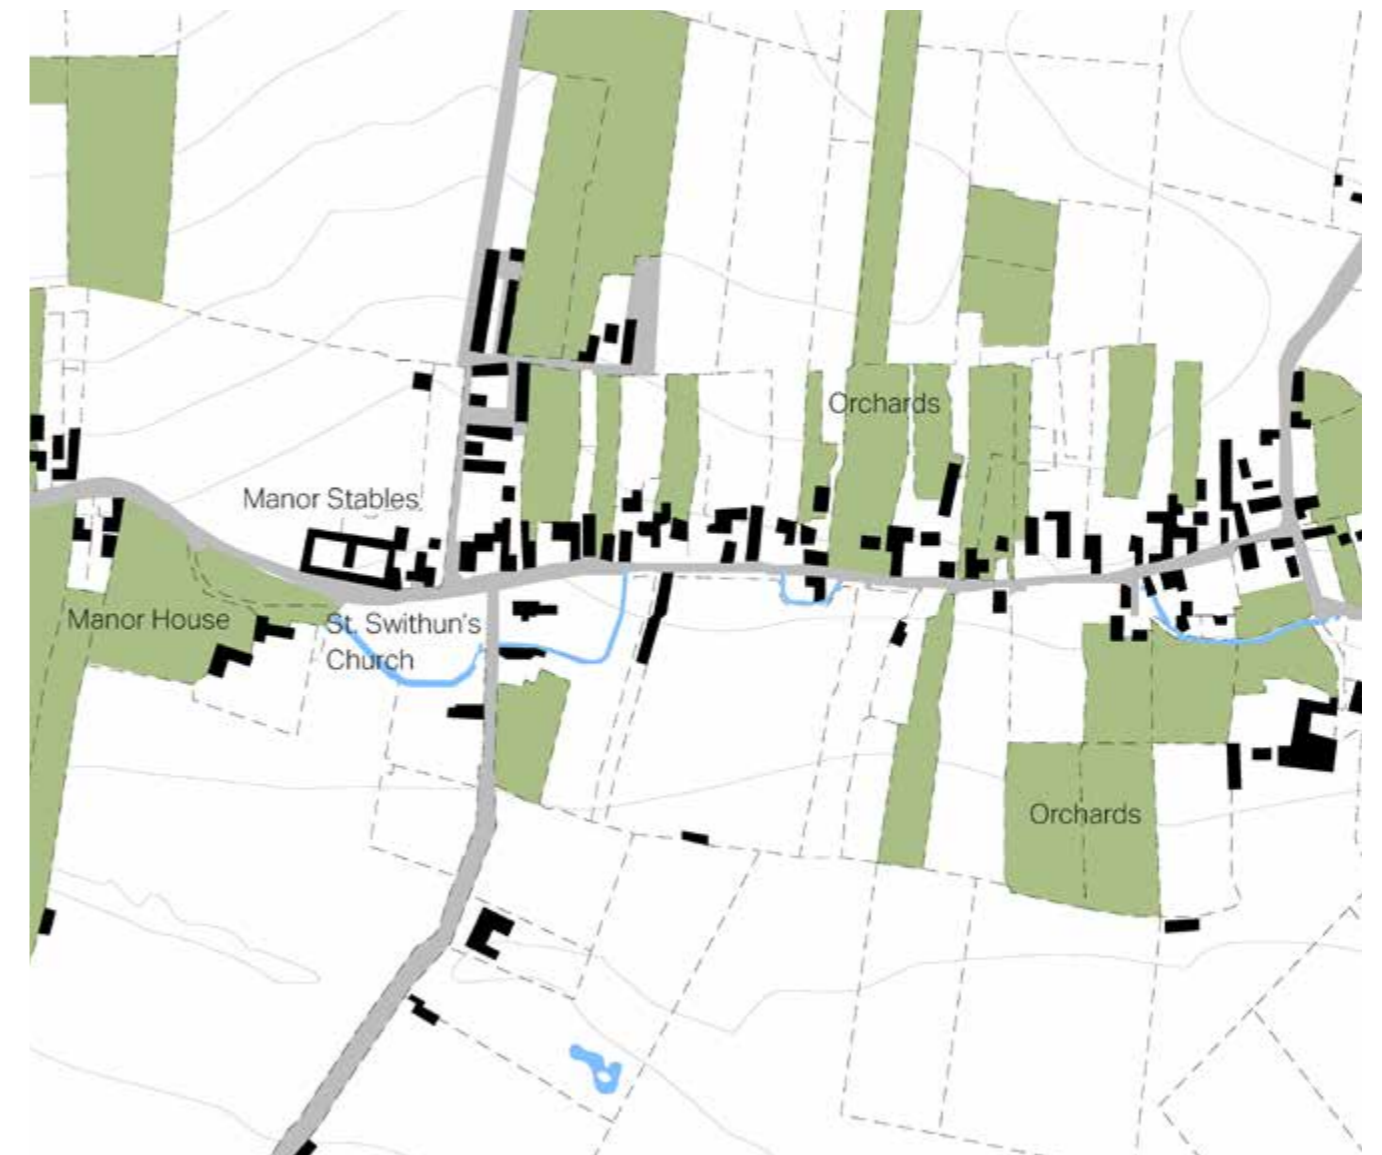 Orchards
Manor Stables
Manor House
St. Swithun's
Church
Orchards